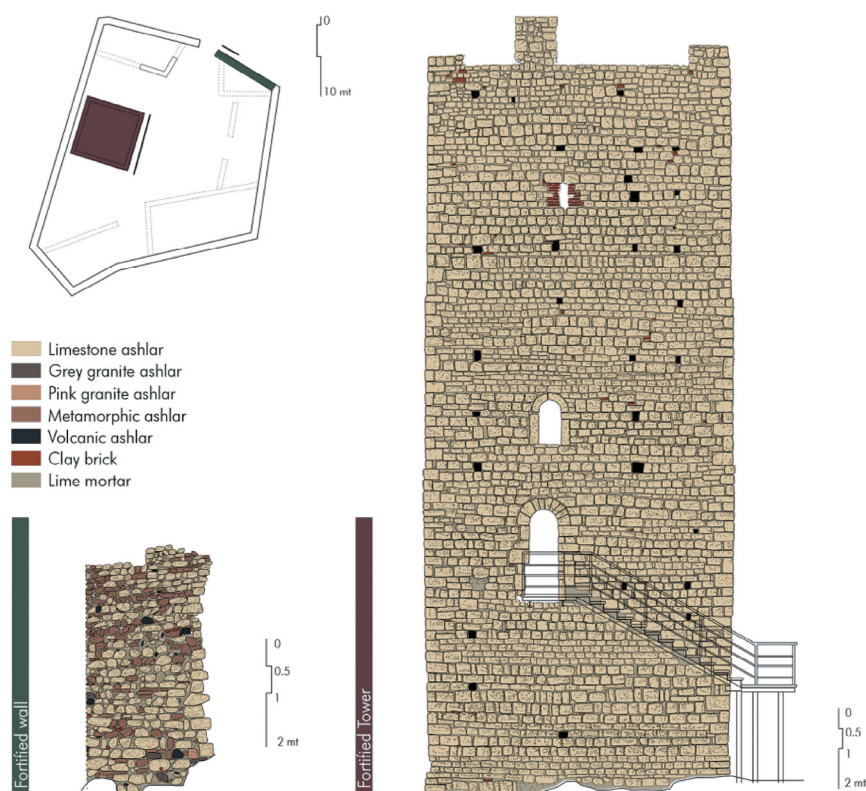 0
10 mt
Limestone ashlar
Grey granite ashlar
Pink granite ashlar
Metamorphic ashlar
Volcanic ashlar
Clay brick
Lime mortar
Fortified wall
0
0.5
1
2 mt
Fortified Tower
0
0.5
1
2 mt